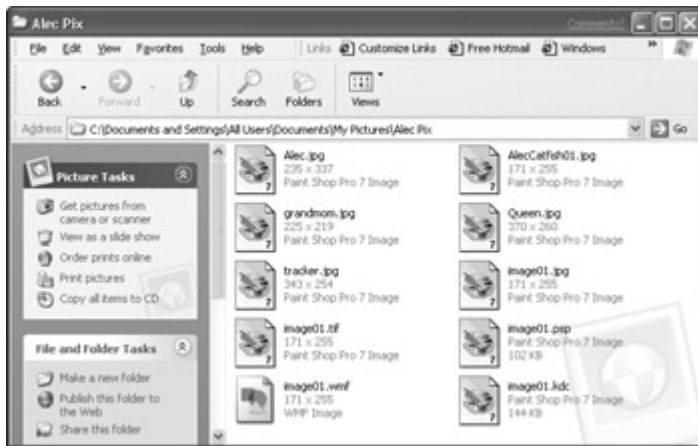 Alec Pix Comments?
File Edit View Favorites Tools Help Links Customize Links Free Hotmail Windows »
Back Forward Up Search Folders Views
Address C:\Documents and Settings\All Users\Documents\My Pictures\Alec Pix Go
Picture Tasks
Get pictures from
camera or scanner
View as a slide show
Order prints online
Print pictures
Copy all items to CD
File and Folder Tasks
Make a new folder
Publish this folder to
the Web
Share this folder
Alec.jpg
235 x 337
Paint Shop Pro 7 Image
AlecCatfish01.jpg
171 x 255
Paint Shop Pro 7 Image
grandmom.jpg
225 x 219
Paint Shop Pro 7 Image
Queen.jpg
370 x 260
Paint Shop Pro 7 Image
tracker.jpg
343 x 254
Paint Shop Pro 7 Image
image01.jpg
171 x 255
Paint Shop Pro 7 Image
image01.tif
171 x 255
Paint Shop Pro 7 Image
image01.psp
Paint Shop Pro 7 Image
102 KB
image01.wmf
171 x 255
WMF Image
image01.kdc
Paint Shop Pro 7 Image
144 KB